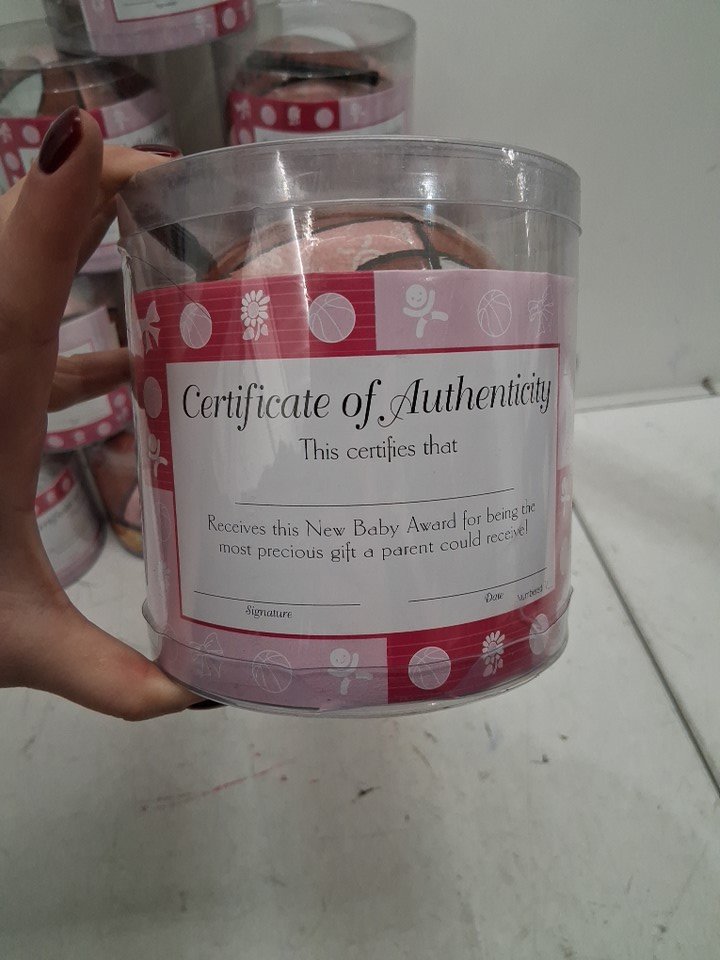 Certificate of Authenticity
This certifies that
Receives this New Baby Award for being the
most precious gift a parent could receive!
Signature
Date
Numbered